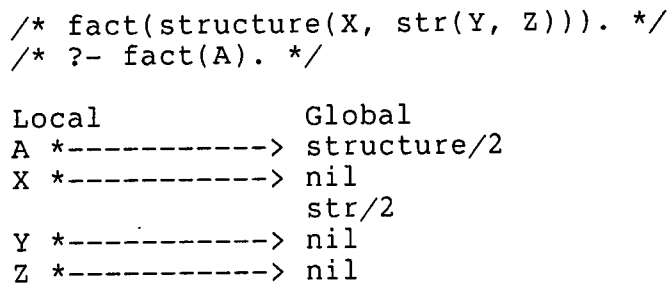 /* fact(structure(X, str(Y, Z))). */
/* ?- fact(A). */
Local Global
A *-----------> structure/2
X *-----------> nil
str/2
Y *-----------> nil
Z *-----------> nil